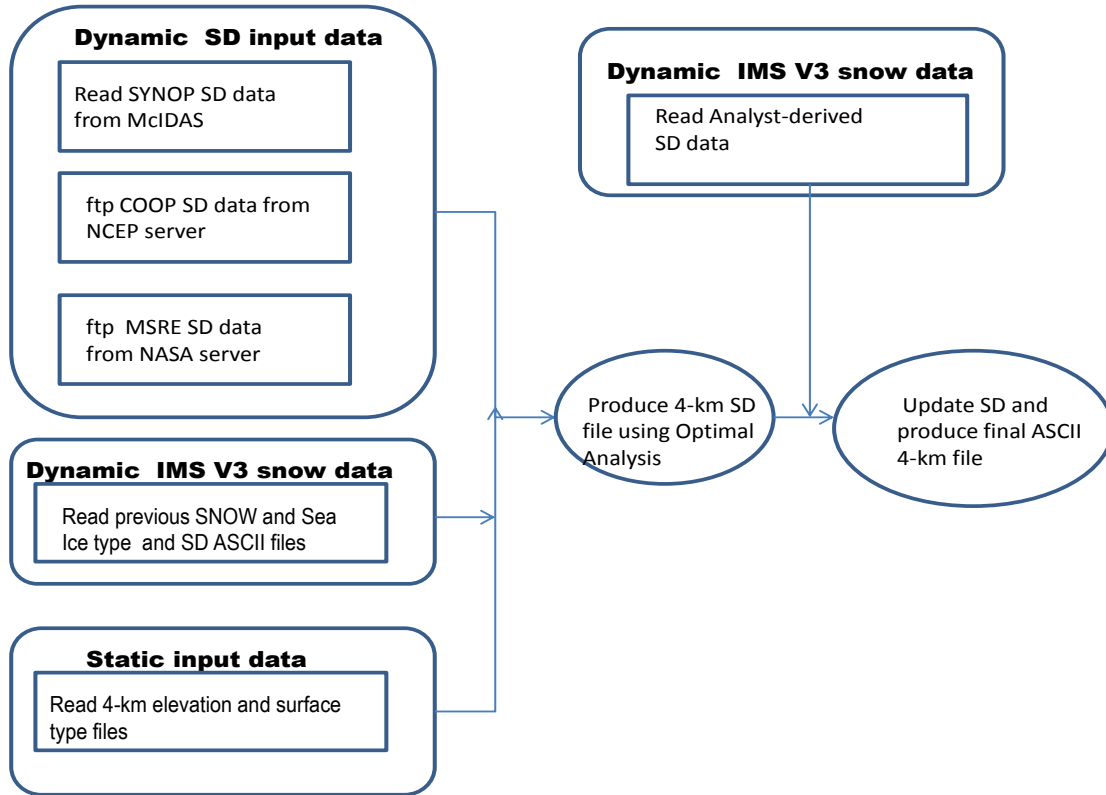 Dynamic SD input data
Read SYNOP SD data
from McIDAS
ftp COOP SD data from
NCEP server
ftp MSRE SD data
from NASA server
Dynamic IMS V3 snow data
Read previous SNOW and Sea
Ice type and SD ASCII files
Static input data
Read 4-km elevation and surface
type files
Dynamic IMS V3 snow data
Read Analyst-derived
SD data
Produce 4-km SD
file using Optimal
Analysis
Update SD and
produce final ASCII
4-km file